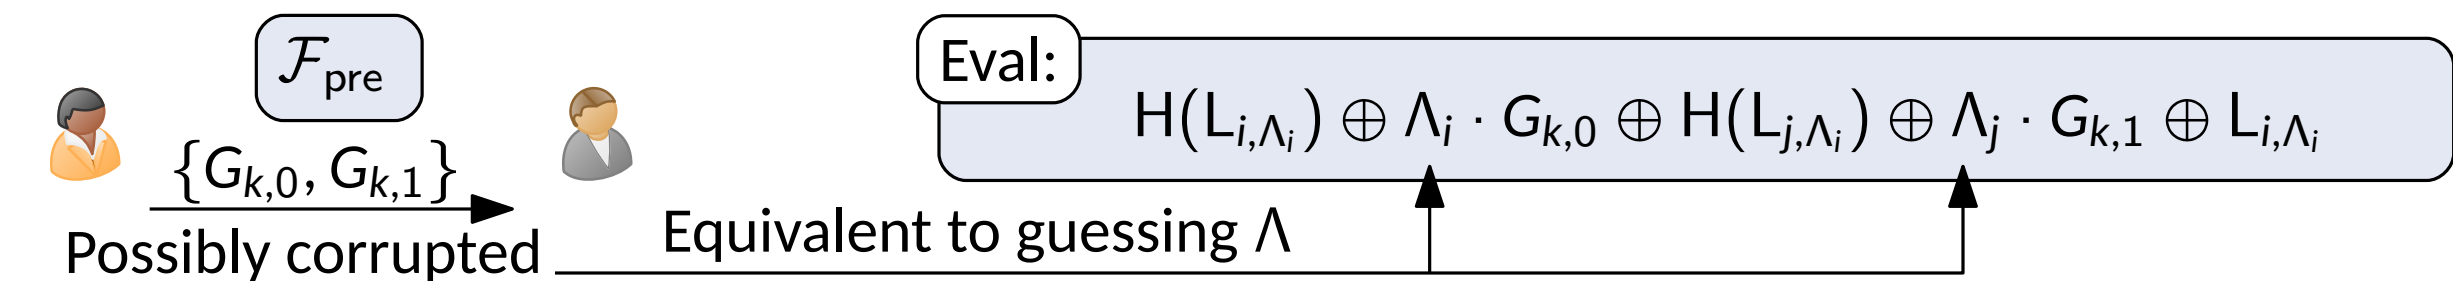 𝓕_pre
{G_{k,0}, G_{k,1}}
Possibly corrupted
Eval:
H(L_{i,Λ_i}) ⊕ Λ_i · G_{k,0} ⊕ H(L_{j,Λ_i}) ⊕ Λ_j · G_{k,1} ⊕ L_{i,Λ_i}
Equivalent to guessing Λ